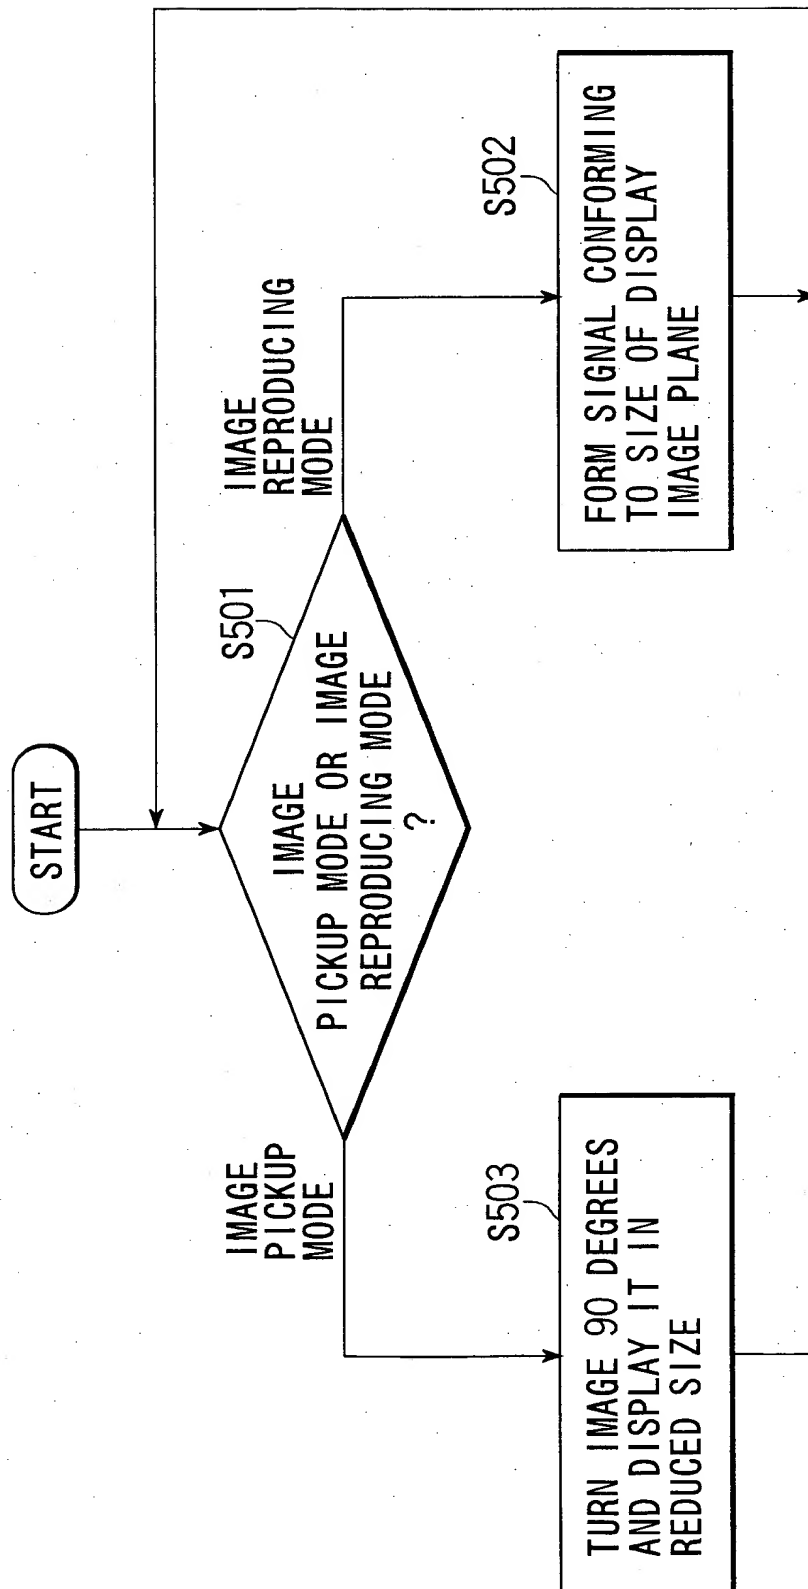 START
S501
IMAGE
PICKUP MODE OR IMAGE
REPRODUCING MODE
?
IMAGE
PICKUP
MODE
IMAGE
REPRODUCING
MODE
S503
TURN IMAGE 90 DEGREES
AND DISPLAY IT IN
REDUCED SIZE
S502
FORM SIGNAL CONFORMING
TO SIZE OF DISPLAY
IMAGE PLANE